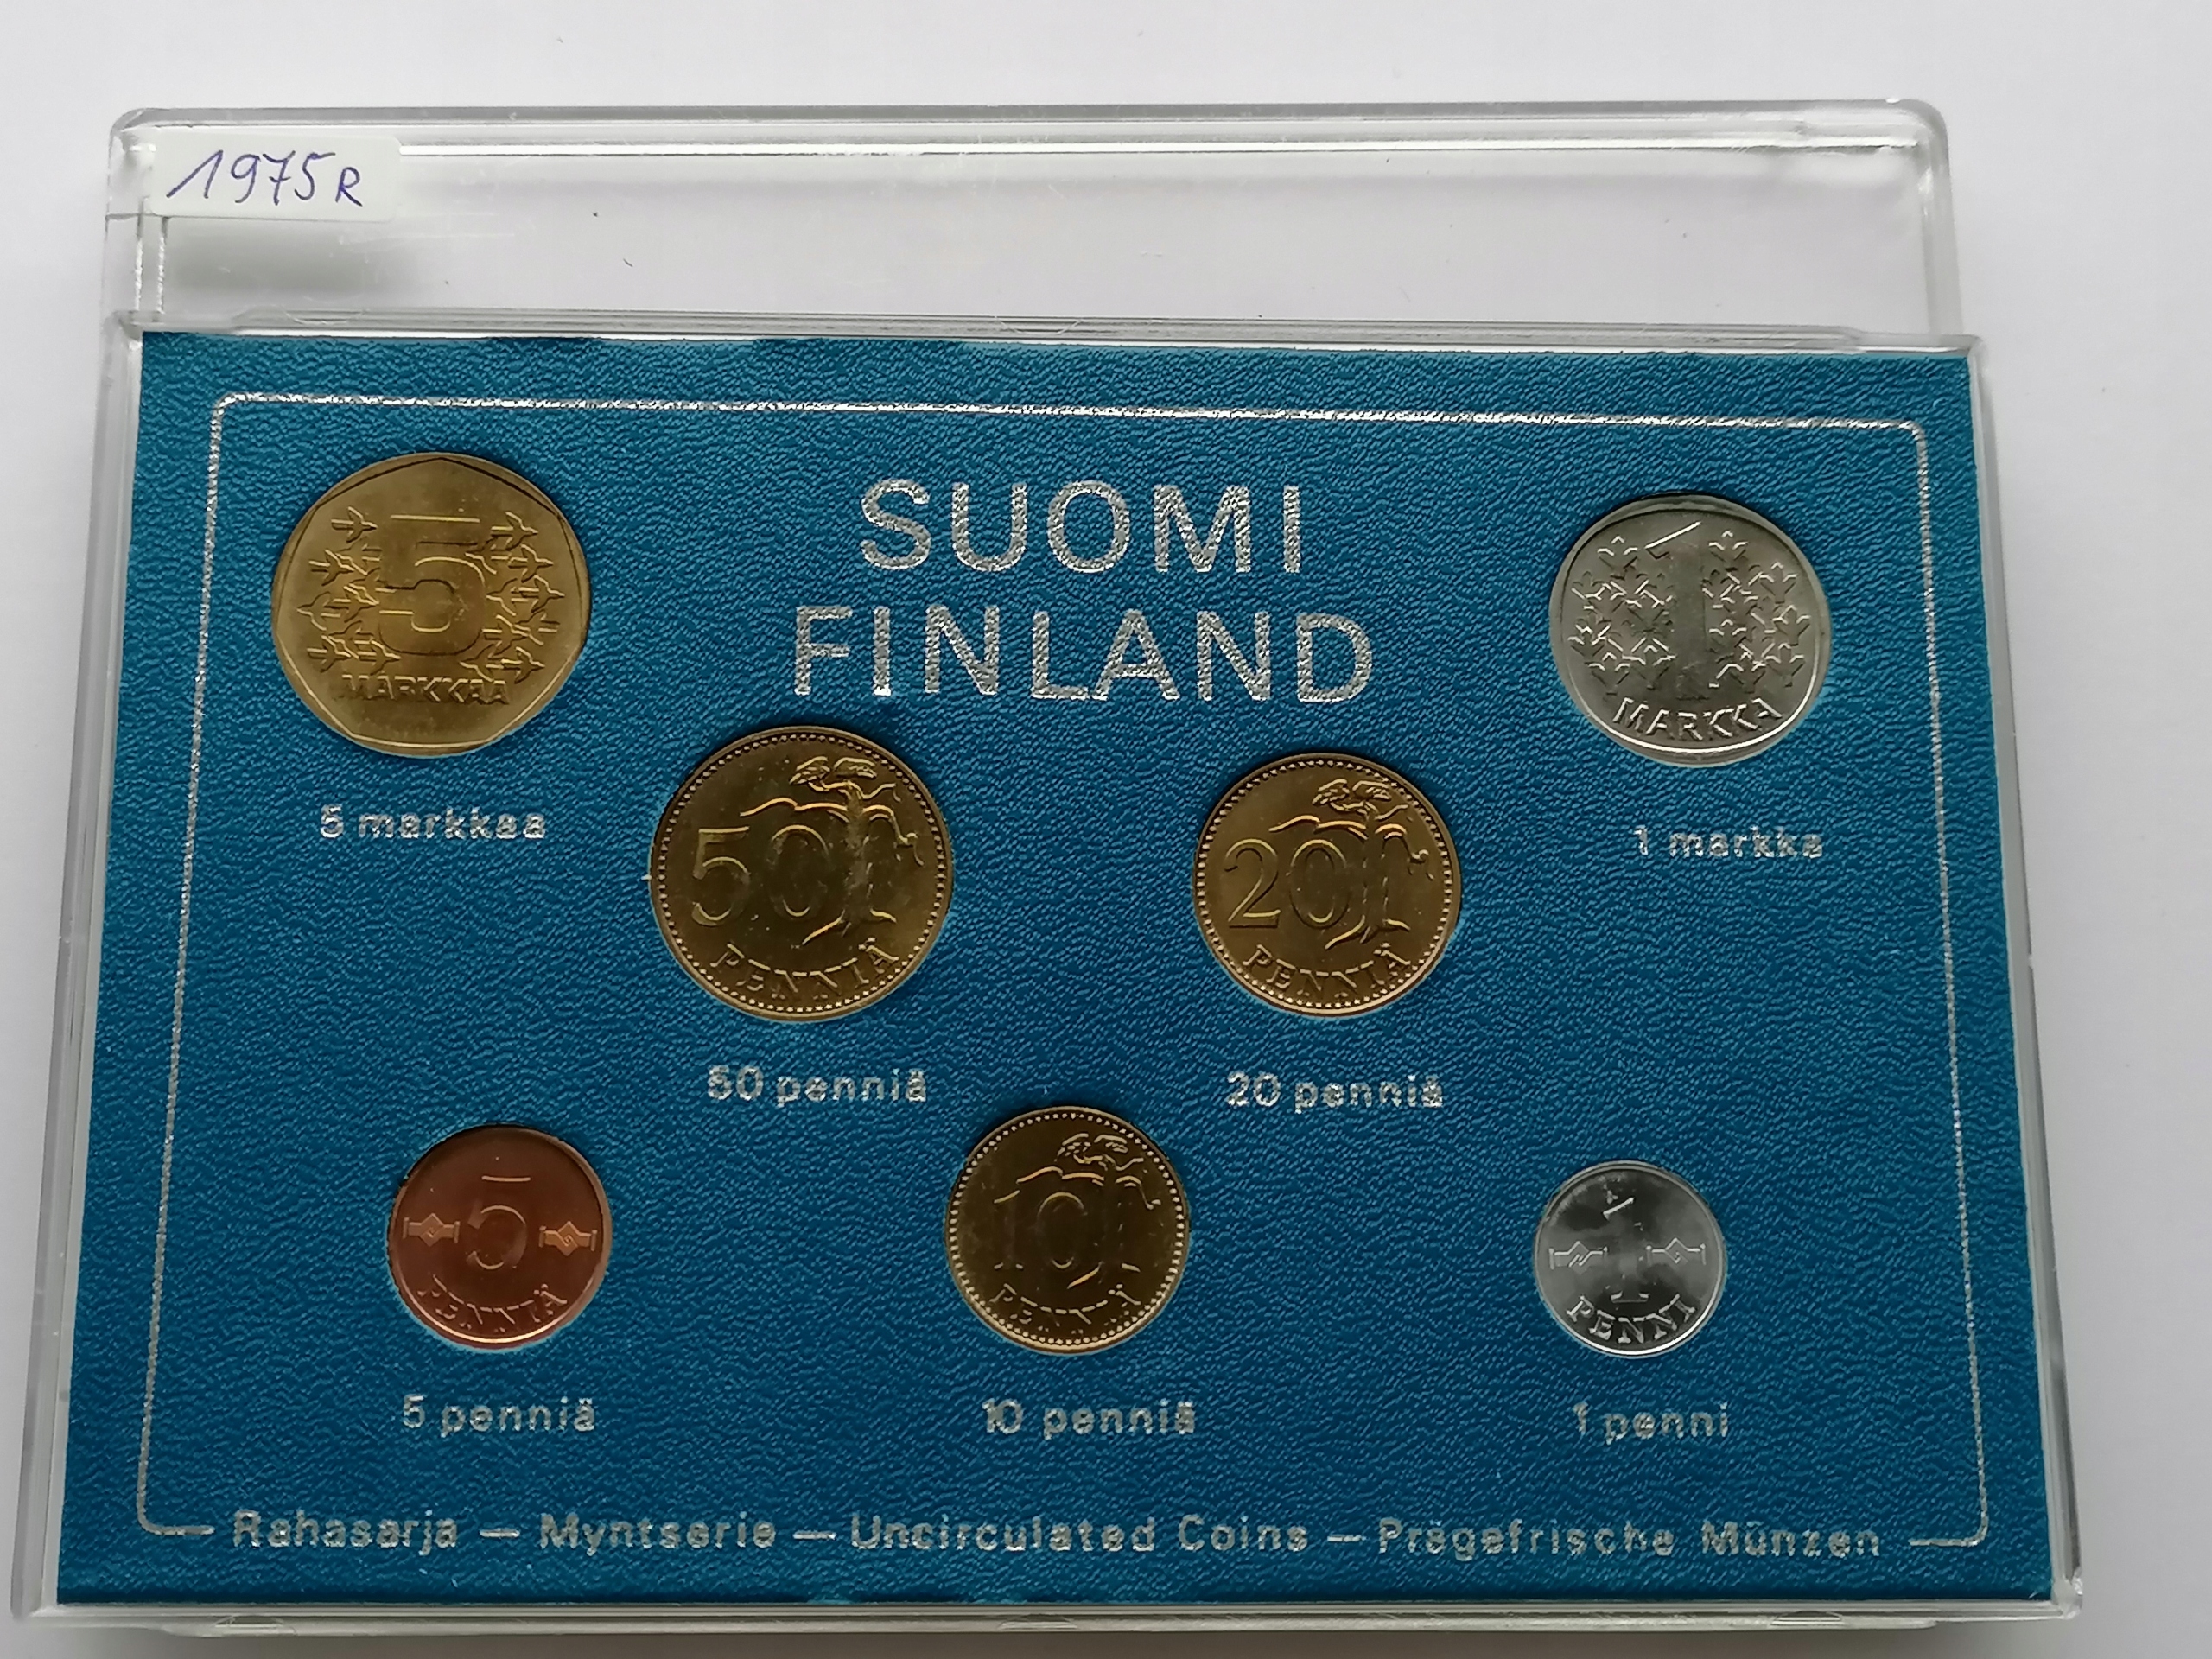 1975R
SUOMI
FINLAND
5
MARKKAA
1
MARKKA
5 markkaa
1 markka
50
PENNIÄ
20
PENNIÄ
50 penniä
20 penniä
5
PENNIÄ
10
PENNIÄ
1
PENNI
5 penniä
10 penniä
1 penni
Rahasarja — Myntserie — Uncirculated Coins — Prägefrische Münzen